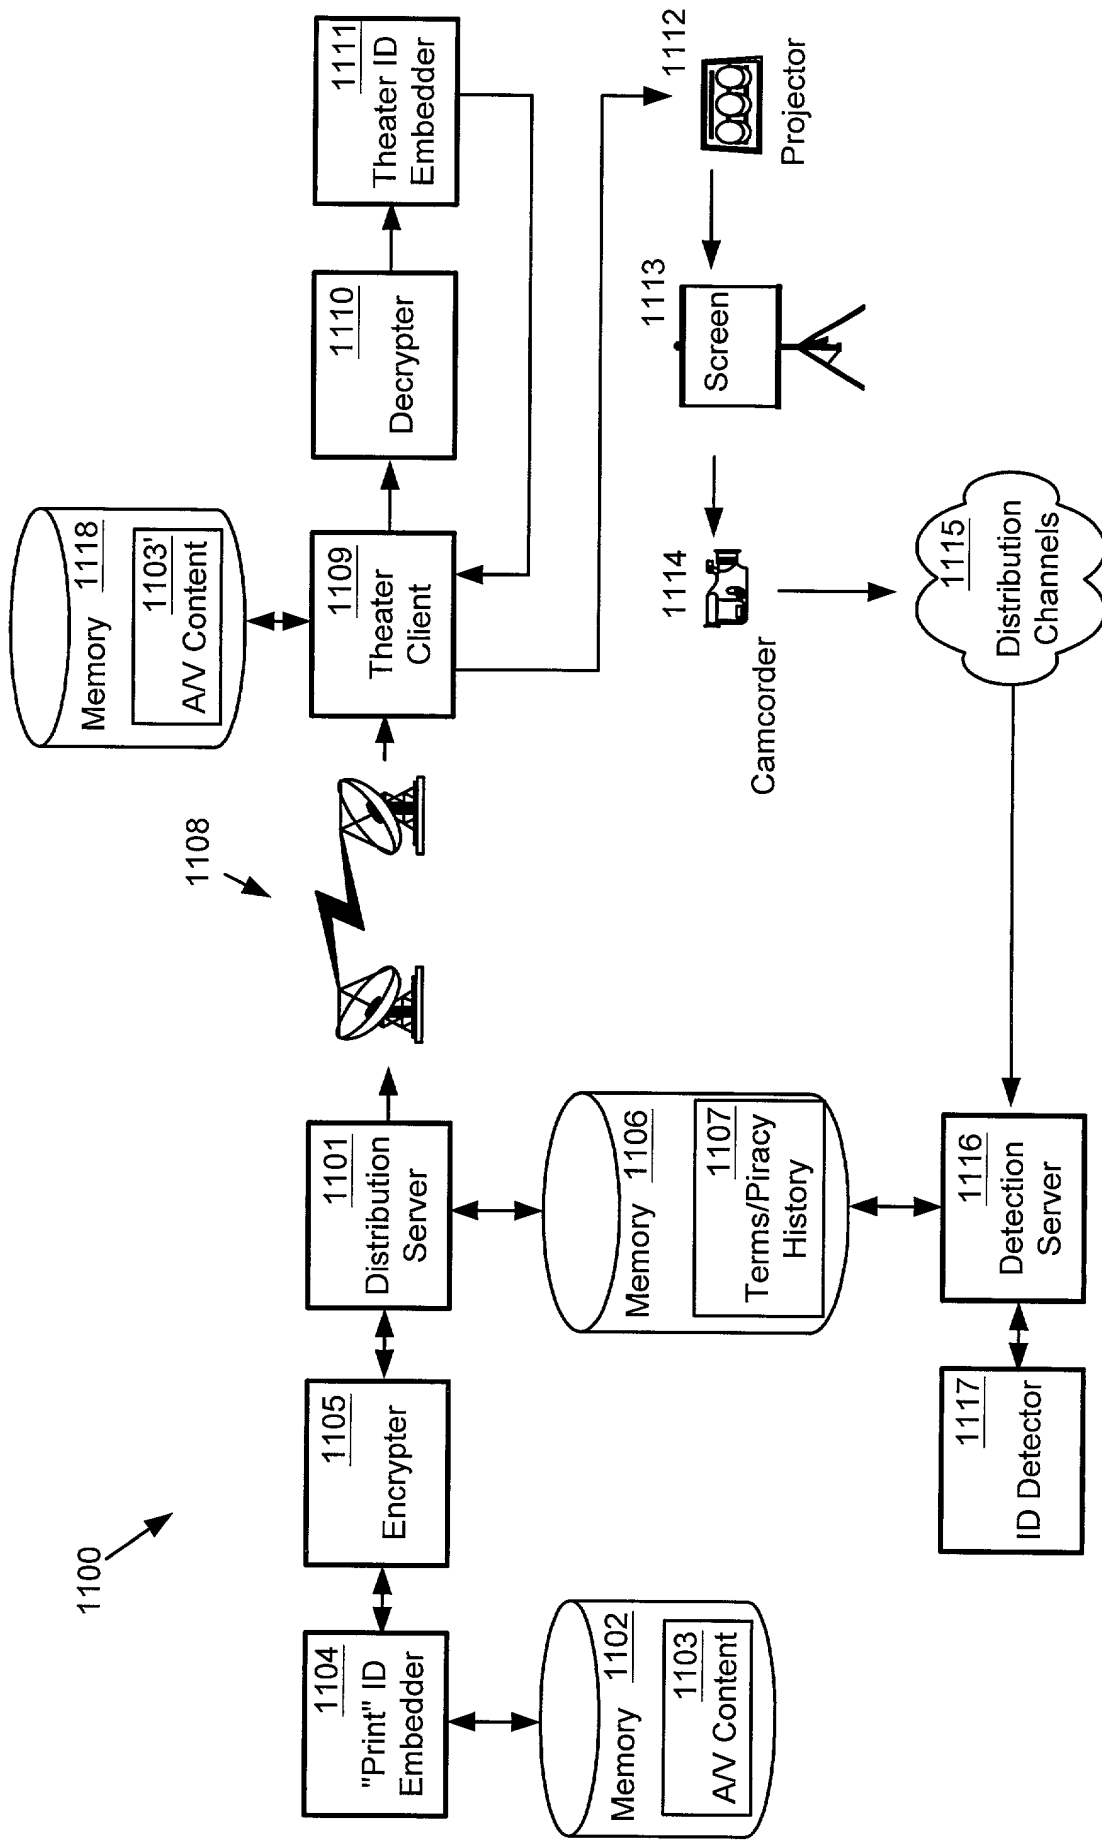 1100
1104
"Print" ID
Embedder
Memory 1102
1103
A/V Content
1105
Encrypter
1101
Distribution
Server
Memory 1106
1107
Terms/Piracy
History
1108
Memory 1118
1103'
A/V Content
1109
Theater
Client
1110
Decrypter
1111
Theater ID
Embedder
1112
Projector
1113
Screen
1114
Camcorder
1115
Distribution
Channels
1116
Detection
Server
1117
ID Detector